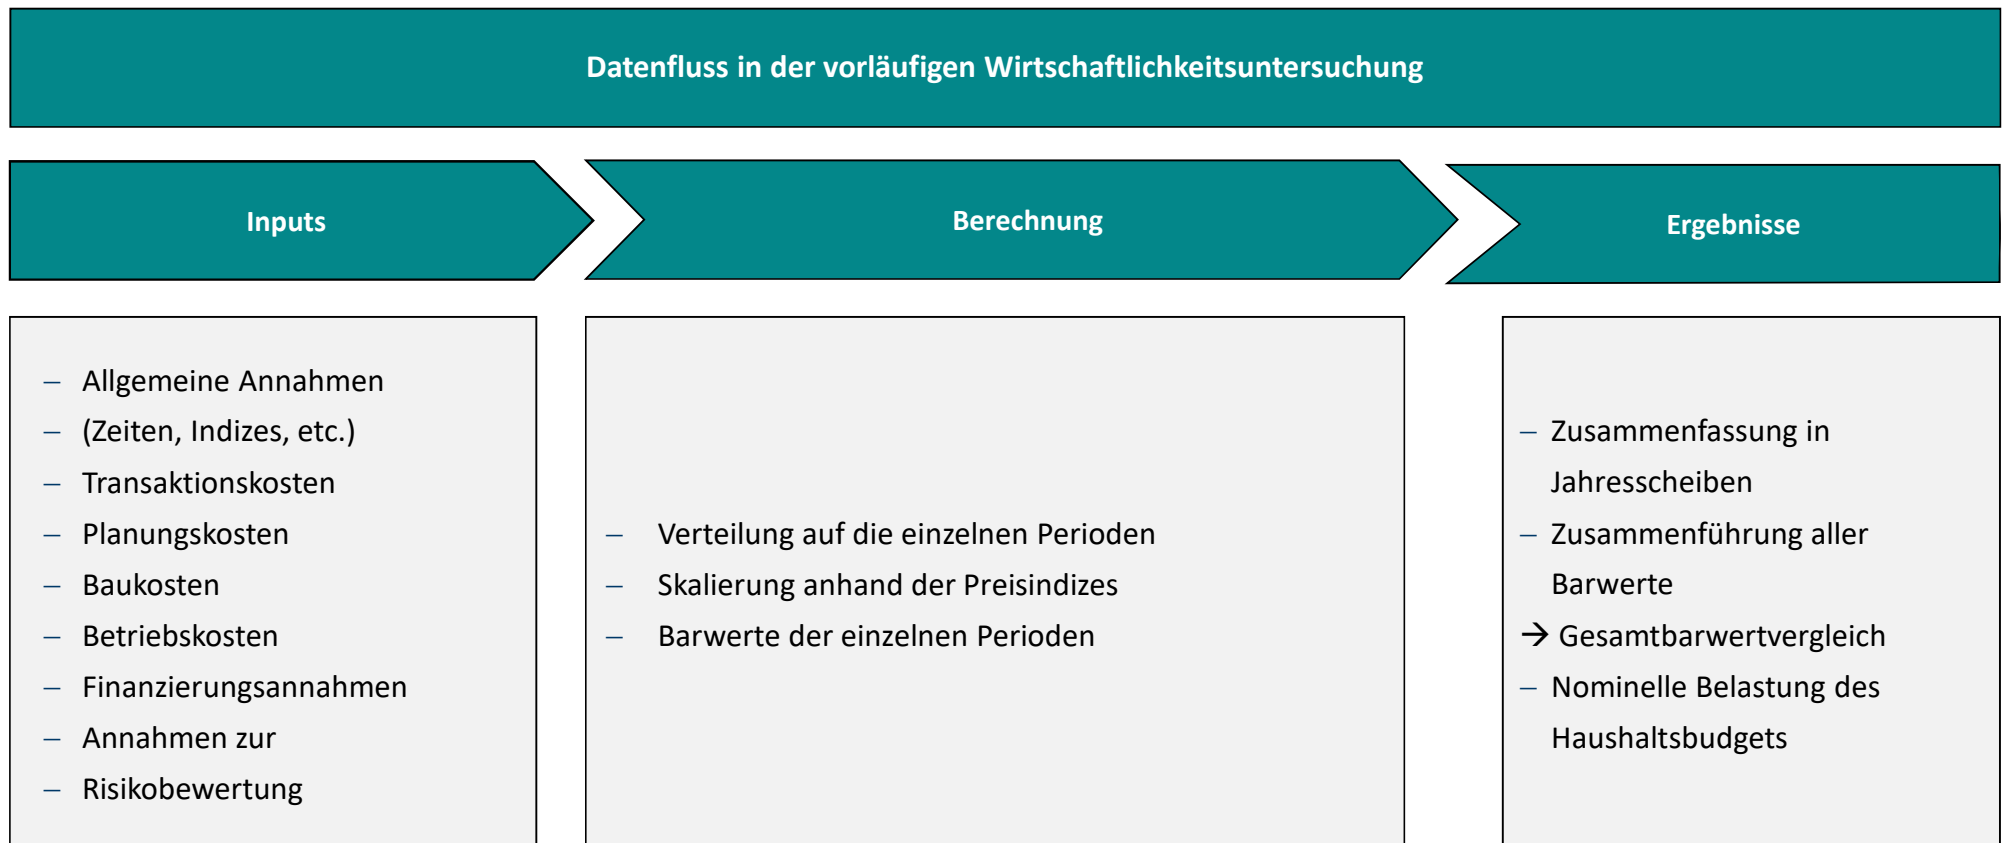 Datenfluss in der vorläufigen Wirtschaftlichkeitsuntersuchung
Inputs
Berechnung
Ergebnisse
– Allgemeine Annahmen
– (Zeiten, Indizes, etc.)
– Transaktionskosten
– Planungskosten
– Baukosten
– Betriebskosten
– Finanzierungsannahmen
– Annahmen zur
– Risikobewertung
– Verteilung auf die einzelnen Perioden
– Skalierung anhand der Preisindizes
– Barwerte der einzelnen Perioden
– Zusammenfassung in
Jahresscheiben
– Zusammenführung aller
Barwerte
→ Gesamtbarwertvergleich
– Nominelle Belastung des
Haushaltsbudgets